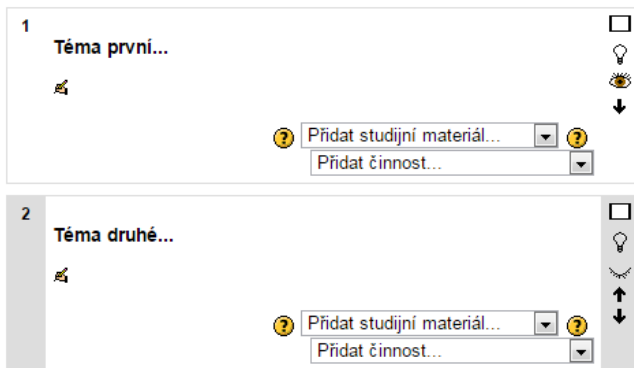 1
Téma první...
? Přidat studijní materiál... ?
Přidat činnost...
2
Téma druhé...
? Přidat studijní materiál... ?
Přidat činnost...